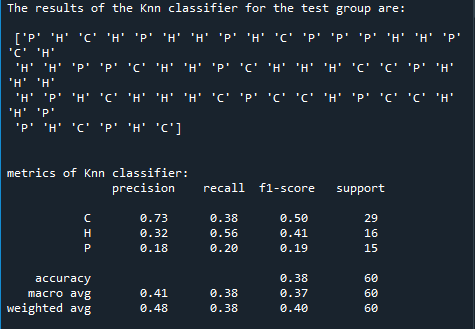 The results of the Knn classifier for the test group are:
['P' 'H' 'C' 'H' 'P' 'H' 'H' 'P' 'H' 'C' 'P' 'P' 'P' 'H' 'H' 'P'
'C' 'H'
'H' 'H' 'P' 'P' 'C' 'H' 'H' 'P' 'H' 'H' 'H' 'C' 'C' 'P' 'H'
'H' 'H'
'H' 'P' 'H' 'C' 'H' 'H' 'H' 'C' 'P' 'C' 'C' 'H' 'P' 'C' 'C' 'H'
'H' 'P'
'P' 'H' 'C' 'P' 'H' 'C']
metrics of Knn classifier:
precision recall f1-score support
C 0.73 0.38 0.50 29
H 0.32 0.56 0.41 16
P 0.18 0.20 0.19 15
accuracy 0.38 60
macro avg 0.41 0.38 0.37 60
weighted avg 0.48 0.38 0.40 60